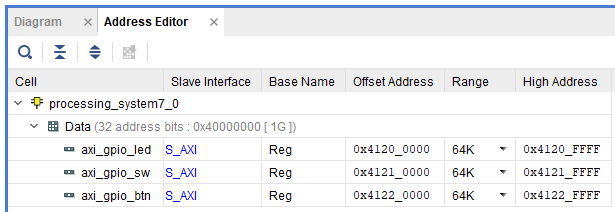 Diagram Address Editor
Cell Slave Interface Base Name Offset Address Range High Address
processing_system7_0
Data (32 address bits : 0x40000000 [ 1G ])
axi_gpio_led S_AXI Reg 0x4120_0000 64K 0x4120_FFFF
axi_gpio_sw S_AXI Reg 0x4121_0000 64K 0x4121_FFFF
axi_gpio_btn S_AXI Reg 0x4122_0000 64K 0x4122_FFFF